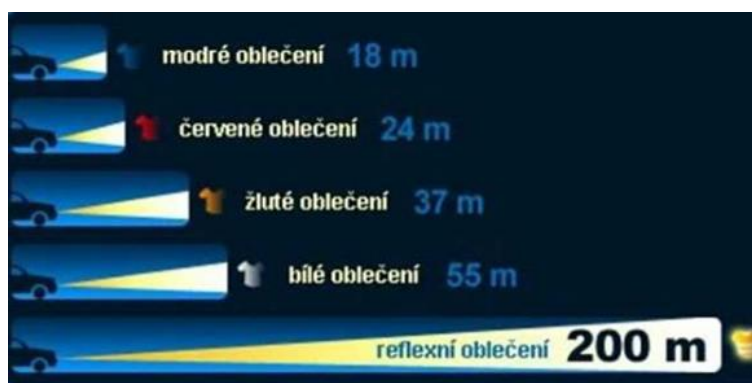 modré oblečení 18 m
červené oblečení 24 m
žluté oblečení 37 m
bílé oblečení 55 m
reflexní oblečení 200 m